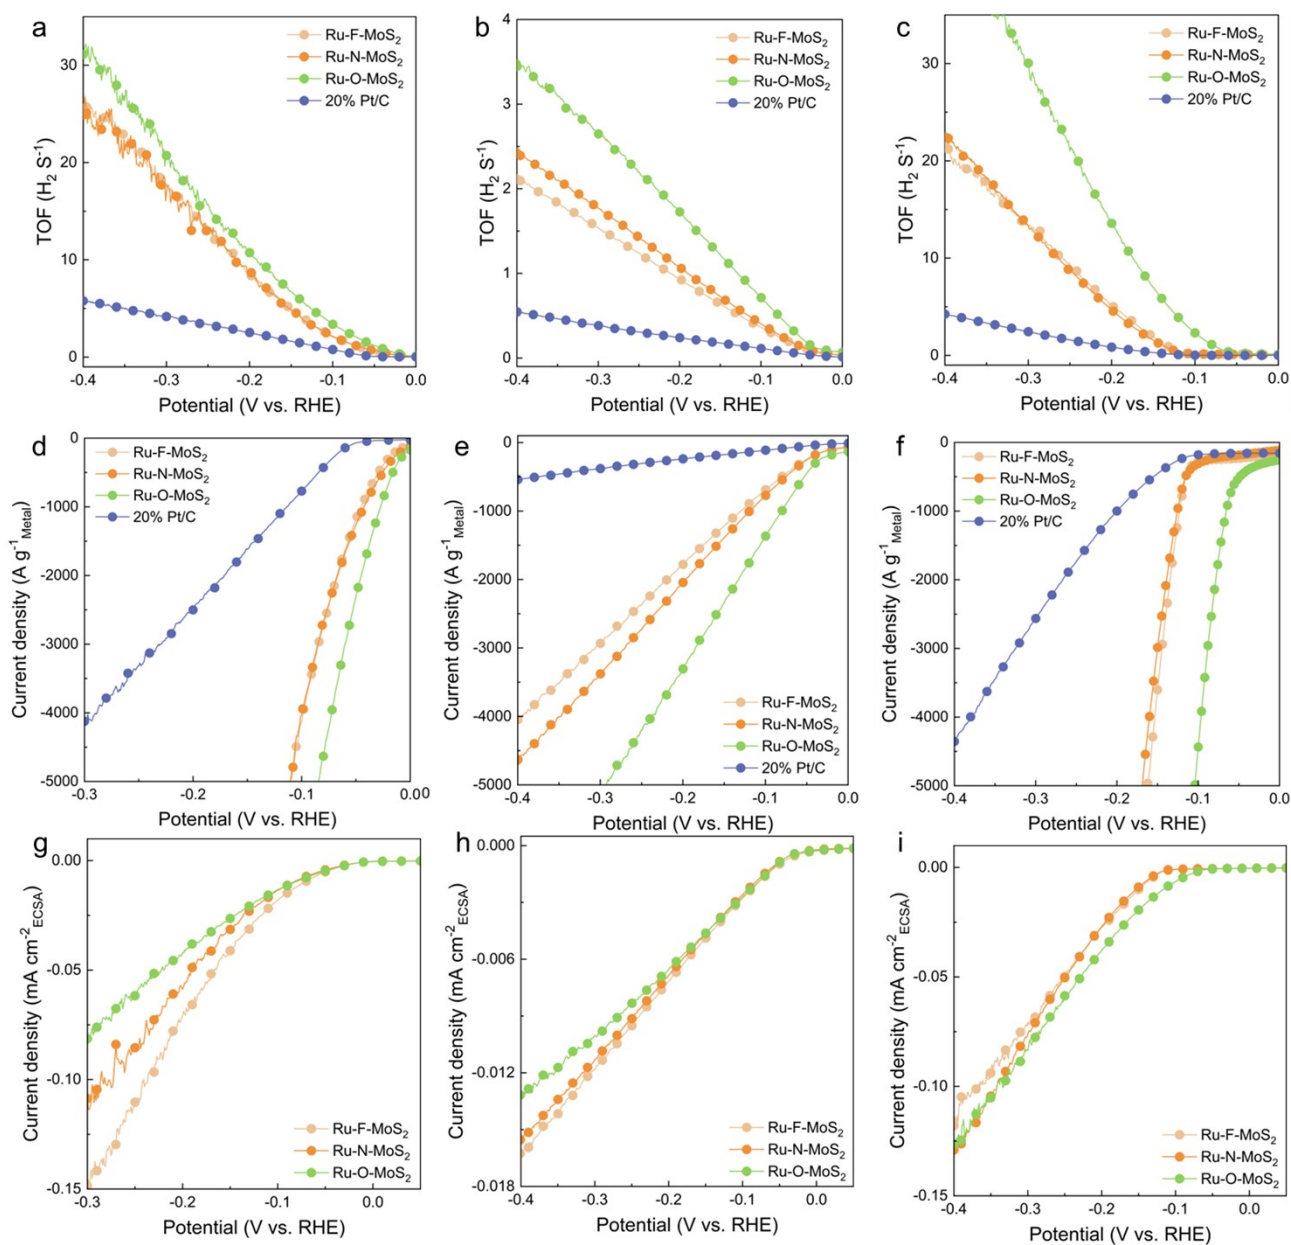 a
Ru-F-MoS₂
Ru-N-MoS₂
Ru-O-MoS₂
20% Pt/C
30
20
10
0
TOF (H₂ S⁻¹)
-0.4 -0.3 -0.2 -0.1 0.0
Potential (V vs. RHE)
b
Ru-F-MoS₂
Ru-N-MoS₂
Ru-O-MoS₂
20% Pt/C
4
3
2
1
0
TOF (H₂ S⁻¹)
-0.4 -0.3 -0.2 -0.1 0.0
Potential (V vs. RHE)
c
Ru-F-MoS₂
Ru-N-MoS₂
Ru-O-MoS₂
20% Pt/C
30
20
10
0
TOF (H₂ S⁻¹)
-0.4 -0.3 -0.2 -0.1 0.0
Potential (V vs. RHE)
d
Ru-F-MoS₂
Ru-N-MoS₂
Ru-O-MoS₂
20% Pt/C
0
-1000
-2000
-3000
-4000
-5000
Current density (A g⁻¹Metal)
-0.3 -0.2 -0.1 0.00
Potential (V vs. RHE)
e
0
-1000
-2000
-3000
-4000
-5000
Current density (A g⁻¹Metal)
Ru-F-MoS₂
Ru-N-MoS₂
Ru-O-MoS₂
20% Pt/C
-0.4 -0.3 -0.2 -0.1 0.0
Potential (V vs. RHE)
f
Ru-F-MoS₂
Ru-N-MoS₂
Ru-O-MoS₂
20% Pt/C
0
-1000
-2000
-3000
-4000
-5000
Current density (A g⁻¹Metal)
-0.4 -0.3 -0.2 -0.1 0.0
Potential (V vs. RHE)
g
0.00
-0.05
-0.10
-0.15
Current density (mA cm⁻²ECSA)
Ru-F-MoS₂
Ru-N-MoS₂
Ru-O-MoS₂
-0.3 -0.2 -0.1 0.0
Potential (V vs. RHE)
h
0.000
-0.006
-0.012
-0.018
Current density (mA cm⁻²ECSA)
Ru-F-MoS₂
Ru-N-MoS₂
Ru-O-MoS₂
-0.4 -0.3 -0.2 -0.1 0.0
Potential (V vs. RHE)
i
0.00
-0.05
-0.10
-0.15
Current density (mA cm⁻²ECSA)
Ru-F-MoS₂
Ru-N-MoS₂
Ru-O-MoS₂
-0.4 -0.3 -0.2 -0.1 0.0
Potential (V vs. RHE)